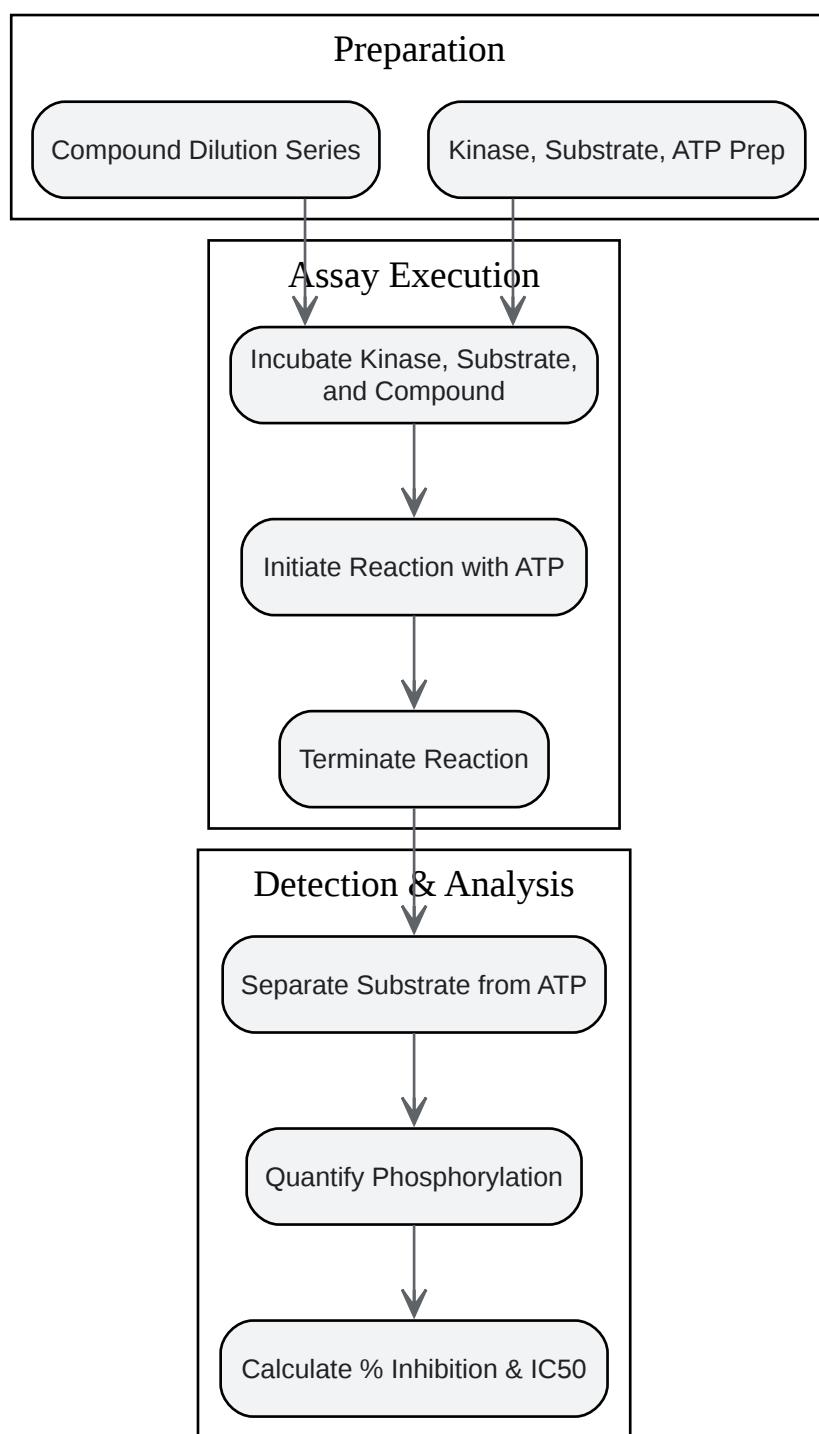 Preparation
Compound Dilution Series
Kinase, Substrate, ATP Prep
Assay Execution
Incubate Kinase, Substrate,
and Compound
Initiate Reaction with ATP
Terminate Reaction
Detection & Analysis
Separate Substrate from ATP
Quantify Phosphorylation
Calculate % Inhibition & IC50